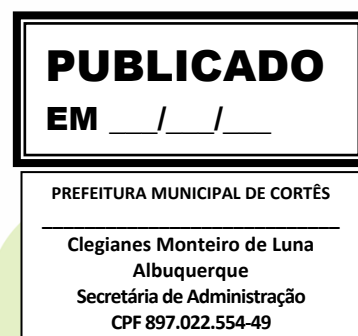 PUBLICADO
EM ___/___/___
PREFEITURA MUNICIPAL DE CORTÊS
______________________________
Clegianes Monteiro de Luna
Albuquerque
Secretária de Administração
CPF 897.022.554-49